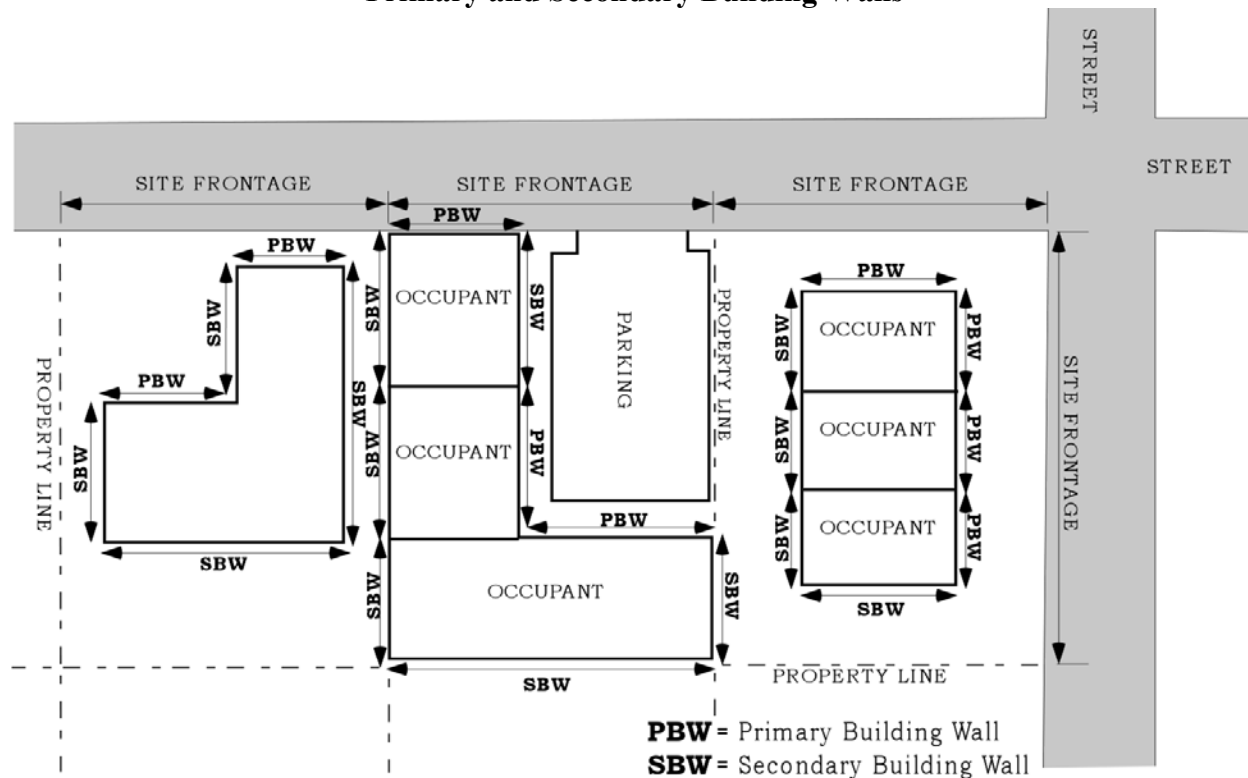 Primary and Secondary Building Walls
STREET
STREET
SITE FRONTAGE
SITE FRONTAGE
SITE FRONTAGE
PBW
PBW
PBW
OCCUPANT
SBW
SBW
SBW
SBW
PARKING
PROPERTY LINE
OCCUPANT
SBW
PBW
SITE FRONTAGE
PROPERTY LINE
PBW
SBW
SBW
OCCUPANT
SBW
PBW
OCCUPANT
SBW
PBW
SBW
PBW
OCCUPANT
SBW
PBW
SBW
SBW
OCCUPANT
SBW
SBW
SBW
PROPERTY LINE
PBW = Primary Building Wall
SBW = Secondary Building Wall